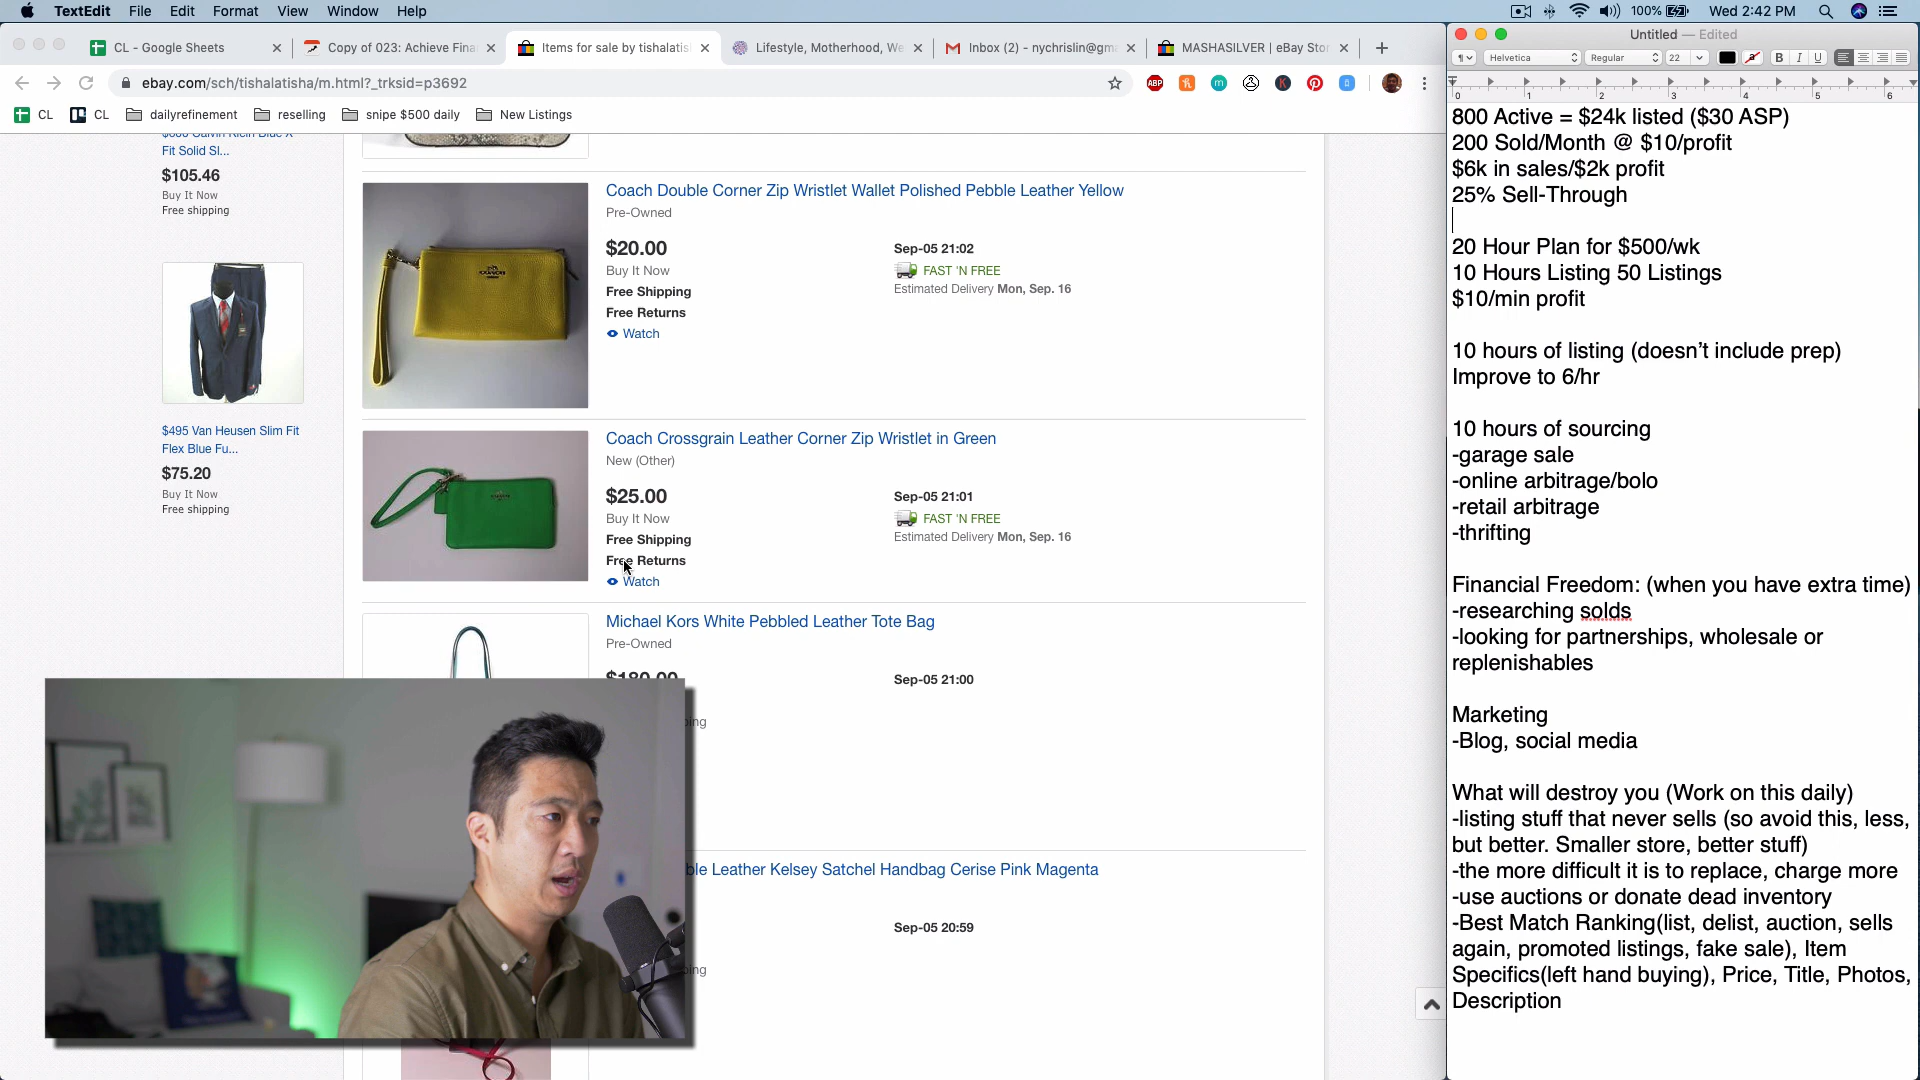 TextEdit File Edit Format View Window Help
100% Wed 2:42 PM
CL - Google Sheets
Copy of 023: Achieve Fina
Items for sale by tishalatis
Lifestyle, Motherhood, We
Inbox (2) - nychrislin@gm
MASHASILVER | eBay Stor
ebay.com/sch/tishalatisha/m.html?_trksid=p3692
ABP
CL CL dailyrefinement reselling snipe $500 daily New Listings
Fit Solid Sl...
$105.46
Buy It Now
Free shipping
$495 Van Heusen Slim Fit
Flex Blue Fu...
$75.20
Buy It Now
Free shipping
Coach Double Corner Zip Wristlet Wallet Polished Pebble Leather Yellow
Pre-Owned
$20.00
Buy It Now
Free Shipping
Free Returns
Watch
Sep-05 21:02
FAST 'N FREE
Estimated Delivery Mon, Sep. 16
Coach Crossgrain Leather Corner Zip Wristlet in Green
New (Other)
$25.00
Buy It Now
Free Shipping
Free Returns
Watch
Sep-05 21:01
FAST 'N FREE
Estimated Delivery Mon, Sep. 16
Michael Kors White Pebbled Leather Tote Bag
Pre-Owned
$180.00
Sep-05 21:00
ping
ble Leather Kelsey Satchel Handbag Cerise Pink Magenta
Sep-05 20:59
ping
Untitled — Edited
Helvetica Regular 22 B I U
0 1 2 3 4 5 6
800 Active = $24k listed ($30 ASP)
200 Sold/Month @ $10/profit
$6k in sales/$2k profit
25% Sell-Through
20 Hour Plan for $500/wk
10 Hours Listing 50 Listings
$10/min profit
10 hours of listing (doesn’t include prep)
Improve to 6/hr
10 hours of sourcing
-garage sale
-online arbitrage/bolo
-retail arbitrage
-thrifting
Financial Freedom: (when you have extra time)
-researching solds
-looking for partnerships, wholesale or
replenishables
Marketing
-Blog, social media
What will destroy you (Work on this daily)
-listing stuff that never sells (so avoid this, less,
but better. Smaller store, better stuff)
-the more difficult it is to replace, charge more
-use auctions or donate dead inventory
-Best Match Ranking(list, delist, auction, sells
again, promoted listings, fake sale), Item
Specifics(left hand buying), Price, Title, Photos,
Description